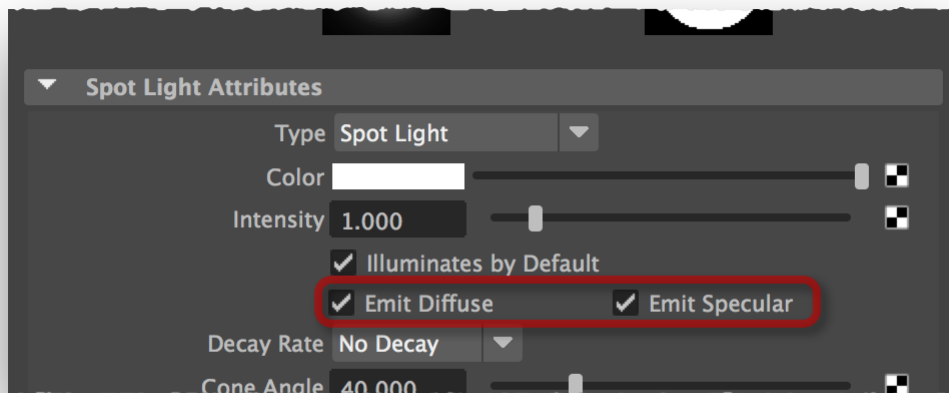 Spot Light Attributes
Type Spot Light
Color
Intensity 1.000
Illuminates by Default
Emit Diffuse Emit Specular
Decay Rate No Decay
Cone Angle 40.000